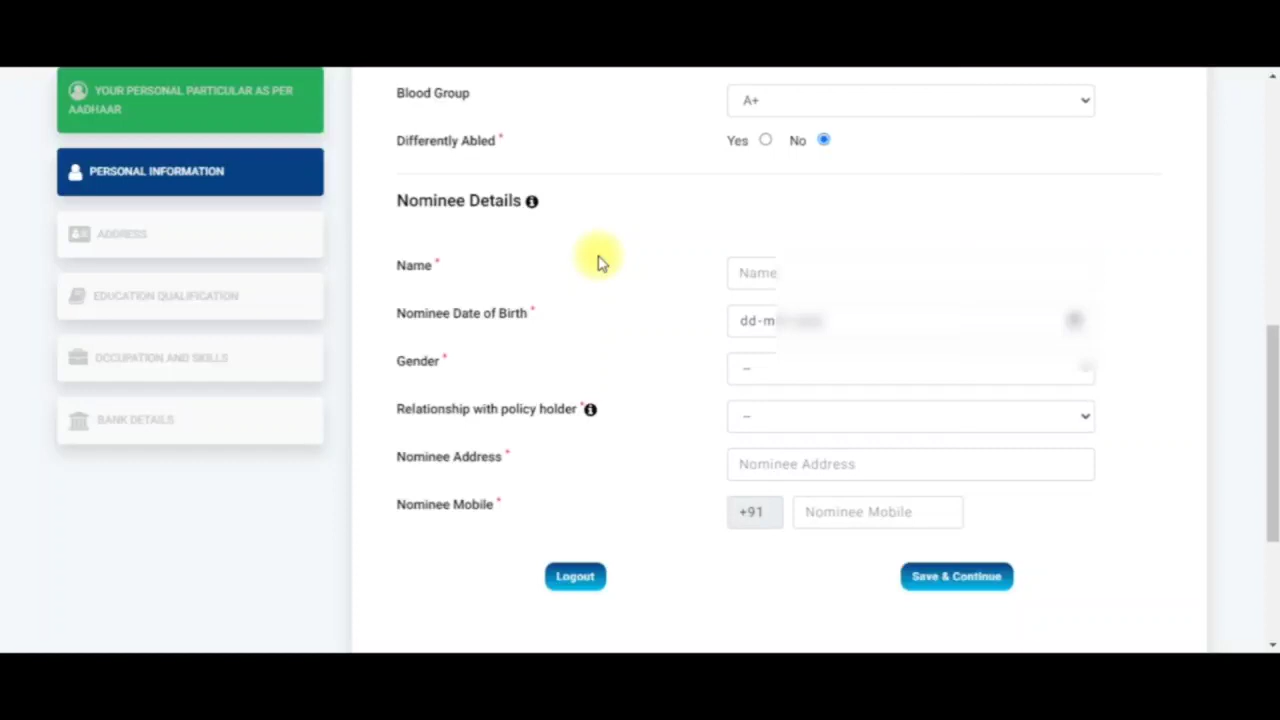 YOUR PERSONAL PARTICULAR AS PER
AADHAAR
PERSONAL INFORMATION
ADDRESS
EDUCATION QUALIFICATION
OCCUPATION AND SKILLS
BANK DETAILS
Blood Group
A+
Differently Abled *
Yes No
Nominee Details
Name *
Name
Nominee Date of Birth *
Gender *
--
Relationship with policy holder *
--
Nominee Address *
Nominee Address
Nominee Mobile *
+91 Nominee Mobile
Logout
Save & Continue